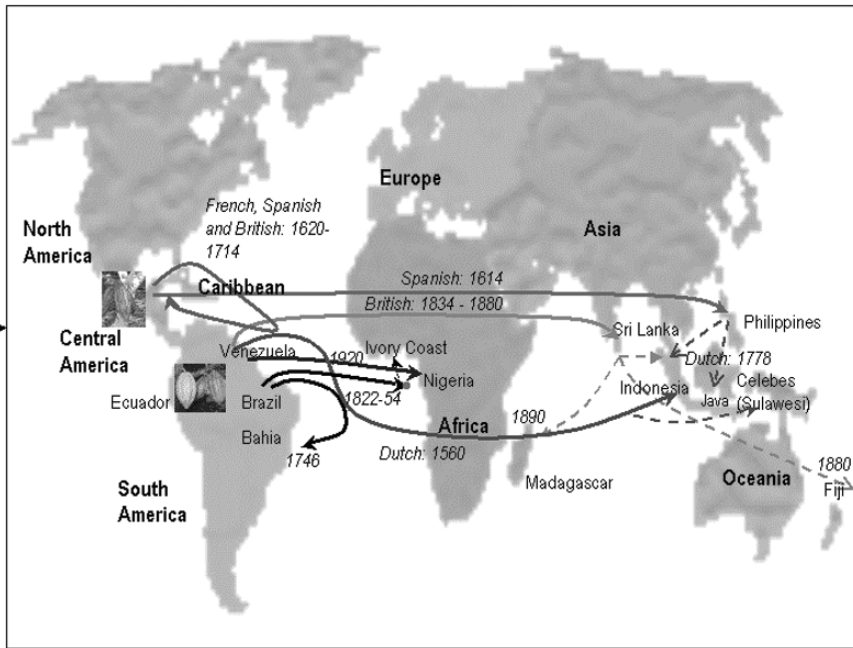 Europe
French, Spanish
and British: 1620-
1714
North
America
Asia
Caribbean
Spanish: 1614
British: 1834 - 1880
Central
America
Sri Lanka
Philippines
Venezuela
1920
Ivory Coast
Dutch: 1778
Nigeria
Indonesia
Celebes
(Sulawesi)
Java
Ecuador
Brazil
1822-54
Bahia
Africa
1890
1746
Dutch: 1560
Madagascar
Oceania
1880
Fiji
South
America